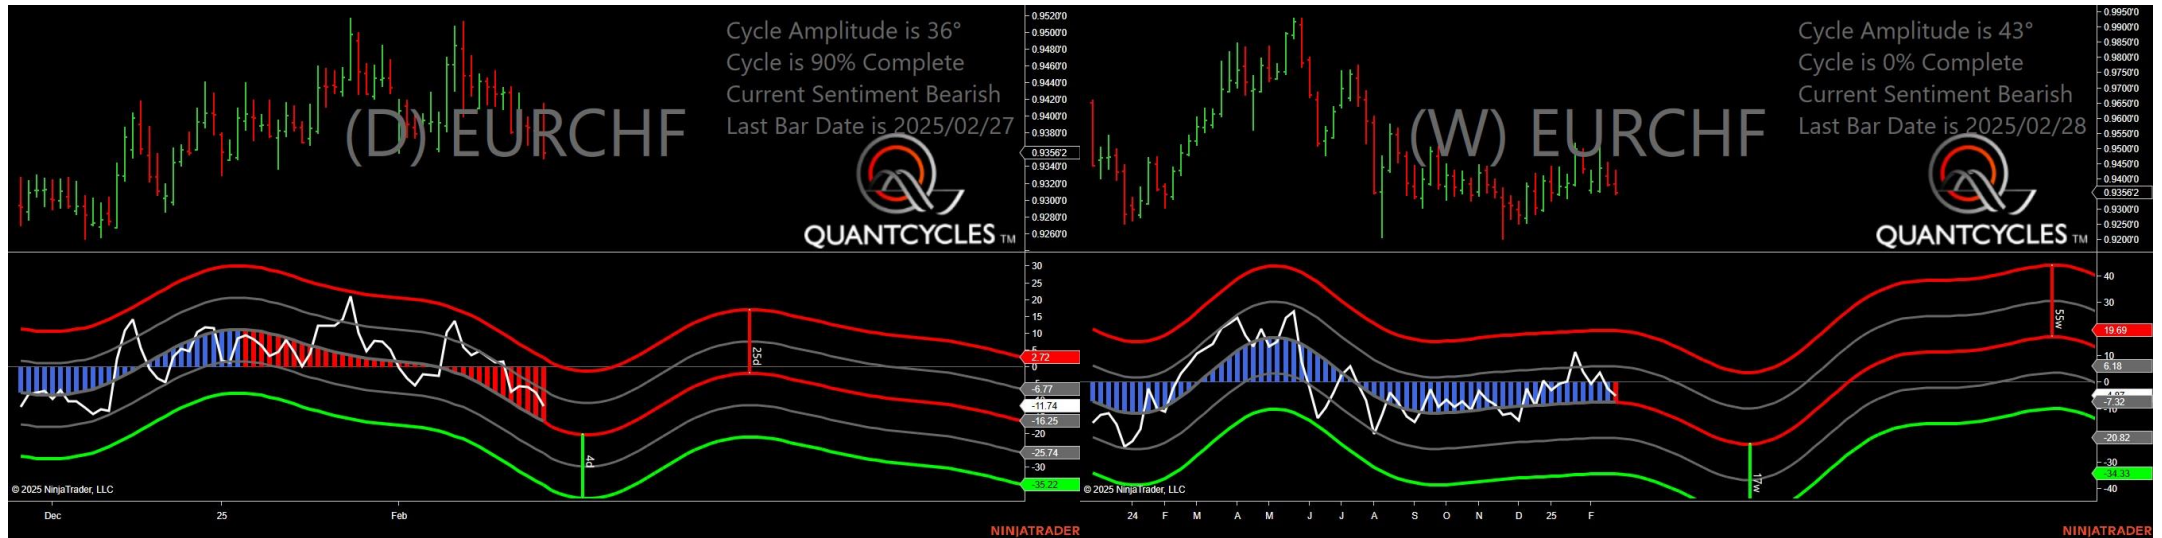 Cycle Amplitude is 36°
Cycle is 90% Complete
Current Sentiment Bearish
Last Bar Date is 2025/02/27
(D) EURCHF
QUANTCYCLES TM
0.9520'0
0.9500'0
0.9480'0
0.9460'0
0.9440'0
0.9420'0
0.9400'0
0.9380'0
0.9356'2
0.9340'0
0.9320'0
0.9300'0
0.9280'0
0.9260'0
30
25
20
15
10
2.72
0
-6.77
-11.74
-16.25
-20
-25.74
-30
-35.22
25d
4d
© 2025 NinjaTrader, LLC
Dec 25 Feb
NINJATRADER
Cycle Amplitude is 43°
Cycle is 0% Complete
Current Sentiment Bearish
Last Bar Date is 2025/02/28
(W) EURCHF
QUANTCYCLES TM
0.9950'0
0.9900'0
0.9850'0
0.9800'0
0.9750'0
0.9700'0
0.9650'0
0.9600'0
0.9550'0
0.9500'0
0.9450'0
0.9400'0
0.9356'2
0.9300'0
0.9250'0
0.9200'0
40
30
19.69
10
6.18
0
-7.32
-10
-20.82
-30
-34.33
-40
55w
17w
© 2025 NinjaTrader, LLC
24 F M A M J J A S O N D 25 F
NINJATRADER